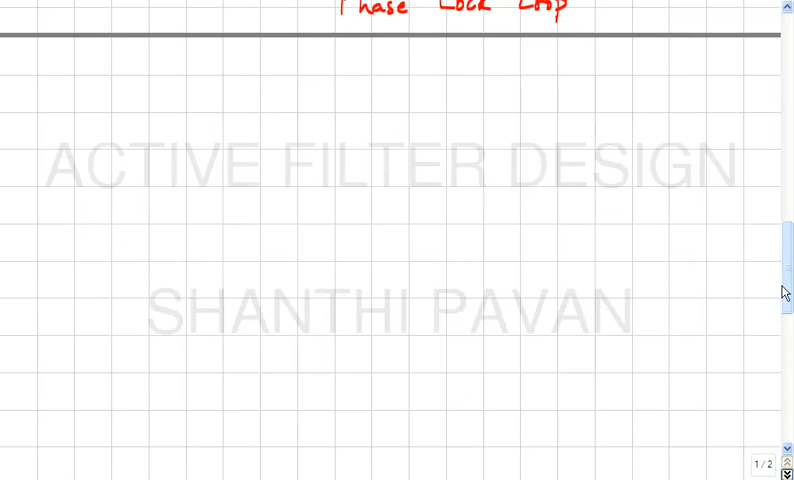 Phase Lock Loop
ACTIVE FILTER DESIGN
SHANTHI PAVAN
1 / 2